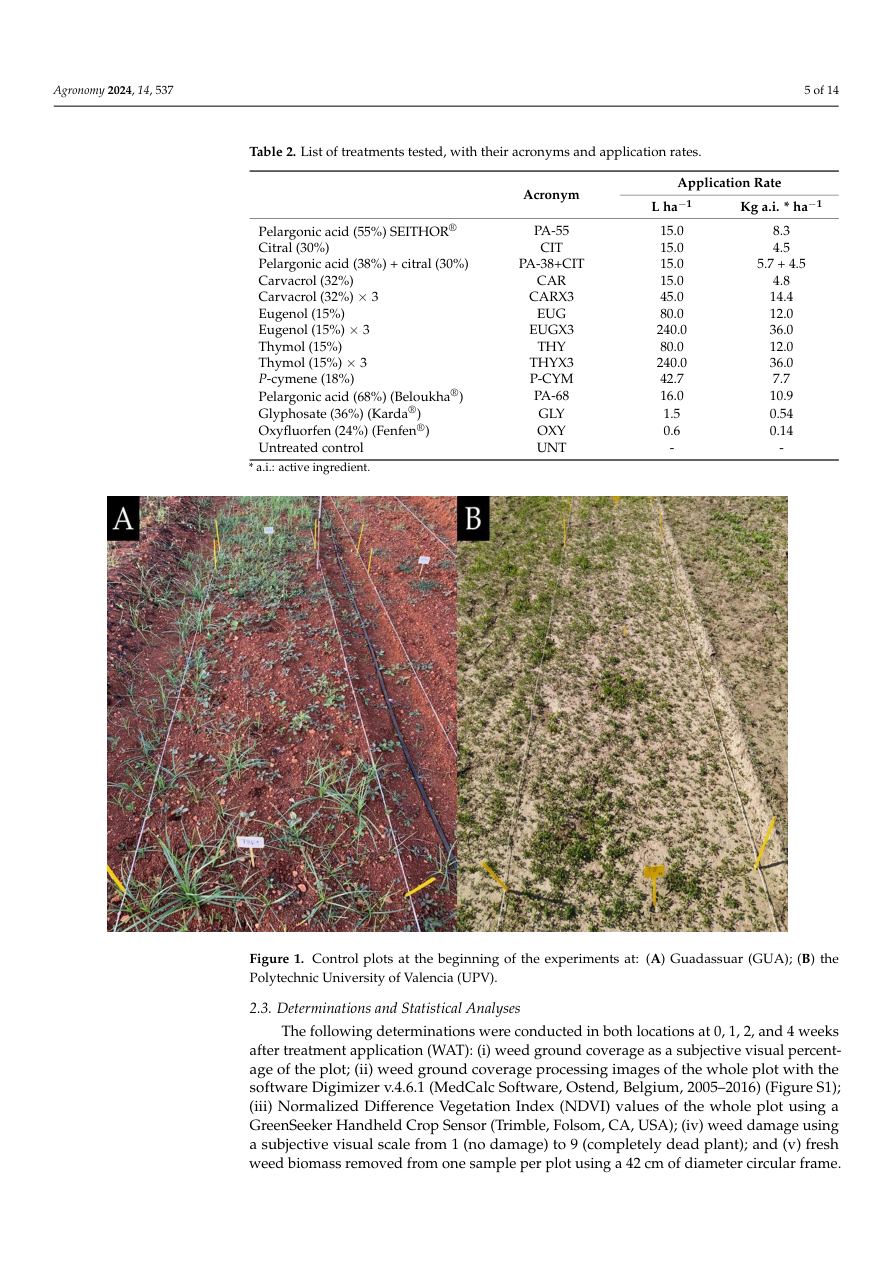 Agronomy 2024, 14, 537
5 of 14
Table 2. List of treatments tested, with their acronyms and application rates.
Acronym
Application Rate
L ha−1
Kg a.i. * ha−1
Pelargonic acid (55%) SEITHOR® PA-55 15.0 8.3
Citral (30%) CIT 15.0 4.5
Pelargonic acid (38%) + citral (30%) PA-38+CIT 15.0 5.7 + 4.5
Carvacrol (32%) CAR 15.0 4.8
Carvacrol (32%) × 3 CARX3 45.0 14.4
Eugenol (15%) EUG 80.0 12.0
Eugenol (15%) × 3 EUGX3 240.0 36.0
Thymol (15%) THY 80.0 12.0
Thymol (15%) × 3 THYX3 240.0 36.0
P-cymene (18%) P-CYM 42.7 7.7
Pelargonic acid (68%) (Beloukha®) PA-68 16.0 10.9
Glyphosate (36%) (Karda®) GLY 1.5 0.54
Oxyfluorfen (24%) (Fenfen®) OXY 0.6 0.14
Untreated control UNT - -
* a.i.: active ingredient.
A
B
Figure 1. Control plots at the beginning of the experiments at: (A) Guadassuar (GUA); (B) the
Polytechnic University of Valencia (UPV).
2.3. Determinations and Statistical Analyses
The following determinations were conducted in both locations at 0, 1, 2, and 4 weeks
after treatment application (WAT): (i) weed ground coverage as a subjective visual percent-
age of the plot; (ii) weed ground coverage processing images of the whole plot with the
software Digimizer v.4.6.1 (MedCalc Software, Ostend, Belgium, 2005–2016) (Figure S1);
(iii) Normalized Difference Vegetation Index (NDVI) values of the whole plot using a
GreenSeeker Handheld Crop Sensor (Trimble, Folsom, CA, USA); (iv) weed damage using
a subjective visual scale from 1 (no damage) to 9 (completely dead plant); and (v) fresh
weed biomass removed from one sample per plot using a 42 cm of diameter circular frame.